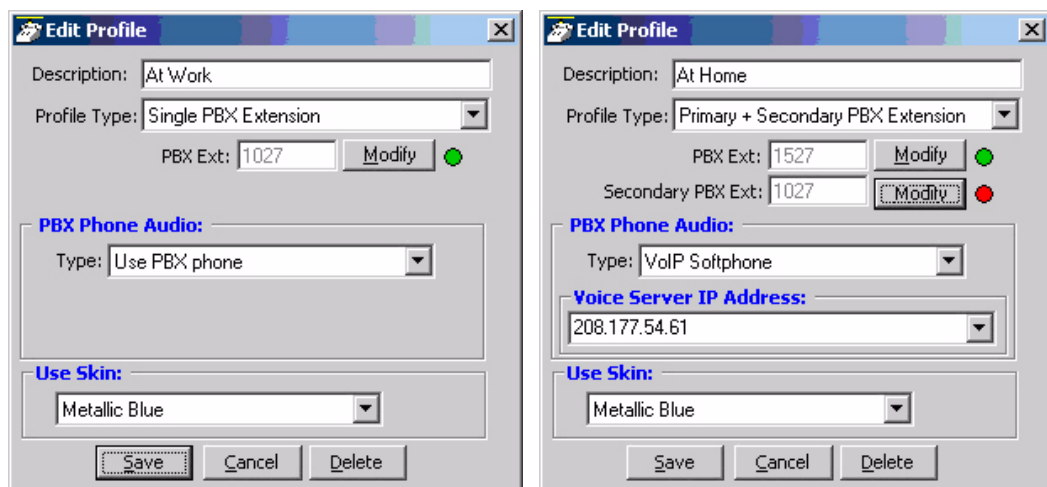 Edit Profile
Description: At Work
Profile Type: Single PBX Extension
PBX Ext: 1027 Modify
PBX Phone Audio:
Type: Use PBX phone
Use Skin:
Metallic Blue
Save Cancel Delete
Edit Profile
Description: At Home
Profile Type: Primary + Secondary PBX Extension
PBX Ext: 1527 Modify
Secondary PBX Ext: 1027 Modify
PBX Phone Audio:
Type: VoIP Softphone
Voice Server IP Address:
208.177.54.61
Use Skin:
Metallic Blue
Save Cancel Delete